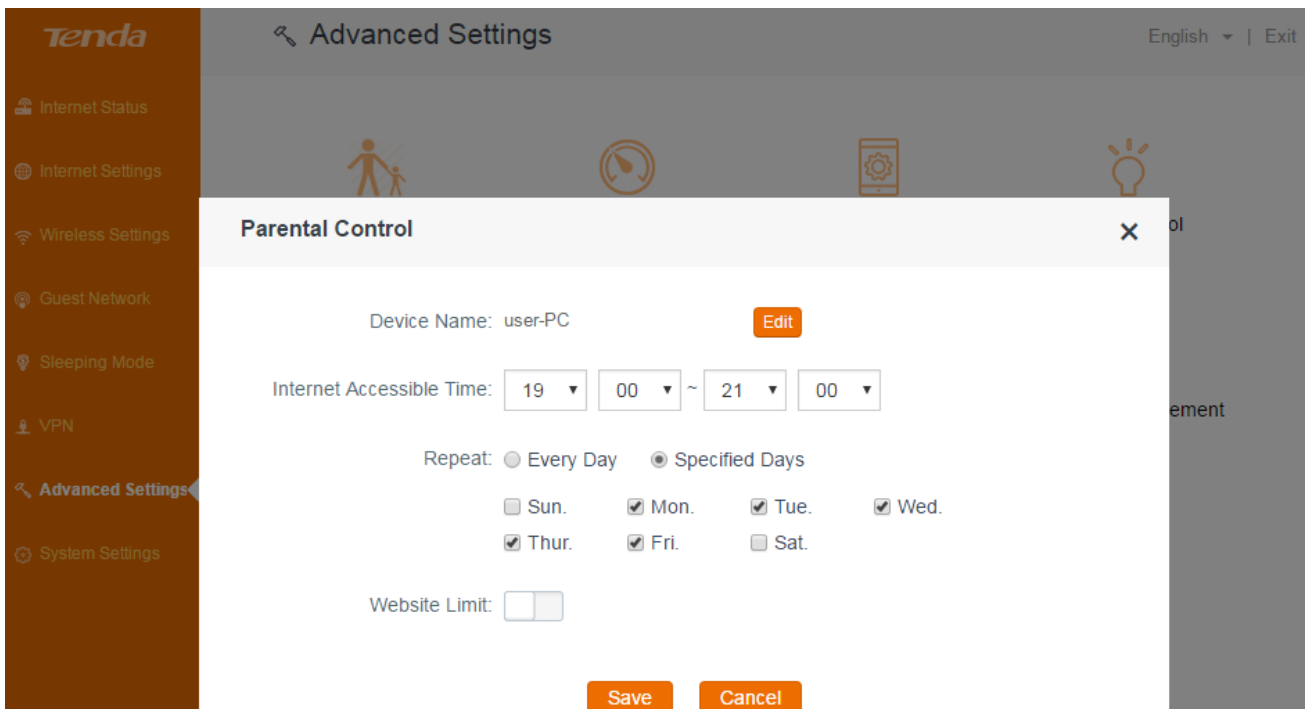 Tenda
Advanced Settings
English | Exit
Internet Status
Internet Settings
Wireless Settings
Guest Network
Sleeping Mode
VPN
Advanced Settings
System Settings
ol
ement
Parental Control
Device Name: user-PC Edit
Internet Accessible Time: 19 00 ~ 21 00
Repeat: Every Day Specified Days
Sun. Mon. Tue. Wed.
Thur. Fri. Sat.
Website Limit:
Save Cancel